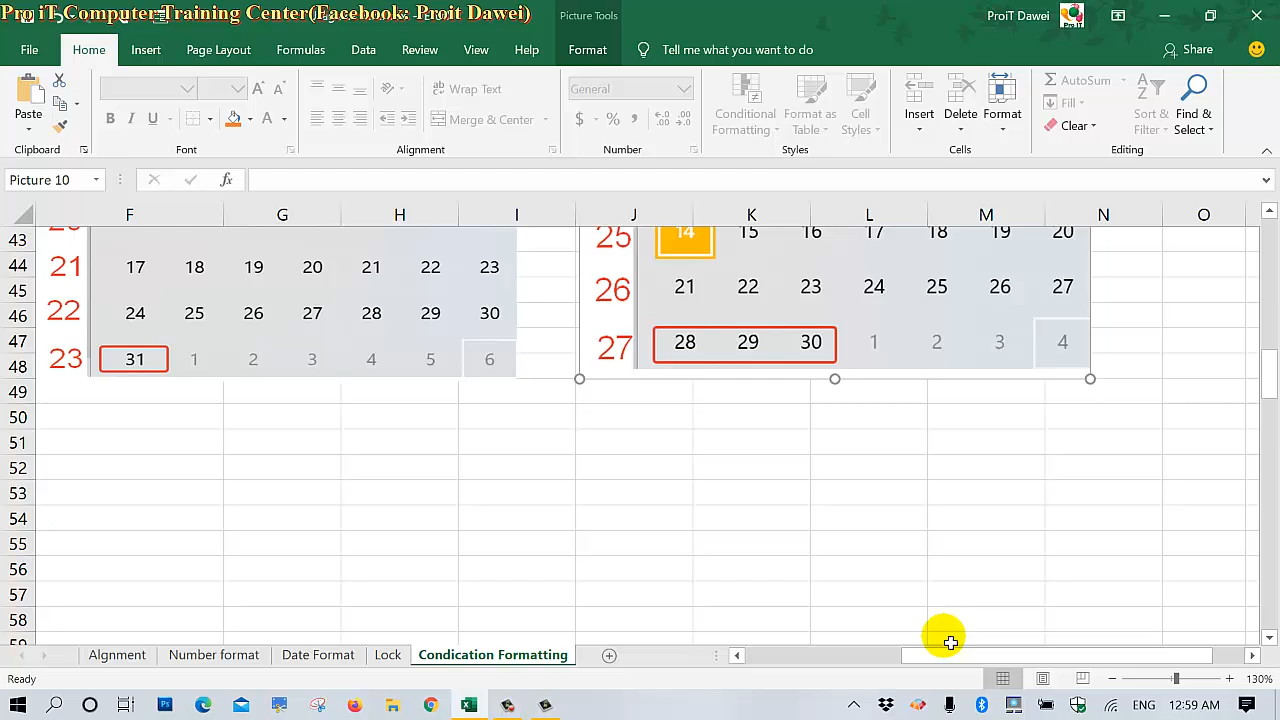 Pro iT Computer Training Center(Facebook: Proit Dawei)
Picture Tools
ProiT Dawei
File Home Insert Page Layout Formulas Data Review View Help Format Tell me what you want to do Share
Paste
B I U
Wrap Text
Merge & Center
General
$ % ,
Conditional Formatting
Format as Table
Cell Styles
Insert
Delete
Format
AutoSum
Fill
Clear
Sort & Filter
Find & Select
Clipboard Font Alignment Number Styles Cells Editing
Picture 10 fx
F G H I J K L M N O
43 25 14 15 16 17 18 19 20
44 21 17 18 19 20 21 22 23
45 26 21 22 23 24 25 26 27
46 22 24 25 26 27 28 29 30
47 27 28 29 30 1 2 3 4
48 23 31 1 2 3 4 5 6
49
50
51
52
53
54
55
56
57
58
59
Alignment Number format Date Format Lock Condication Formatting
Ready 130%
ENG 12:59 AM